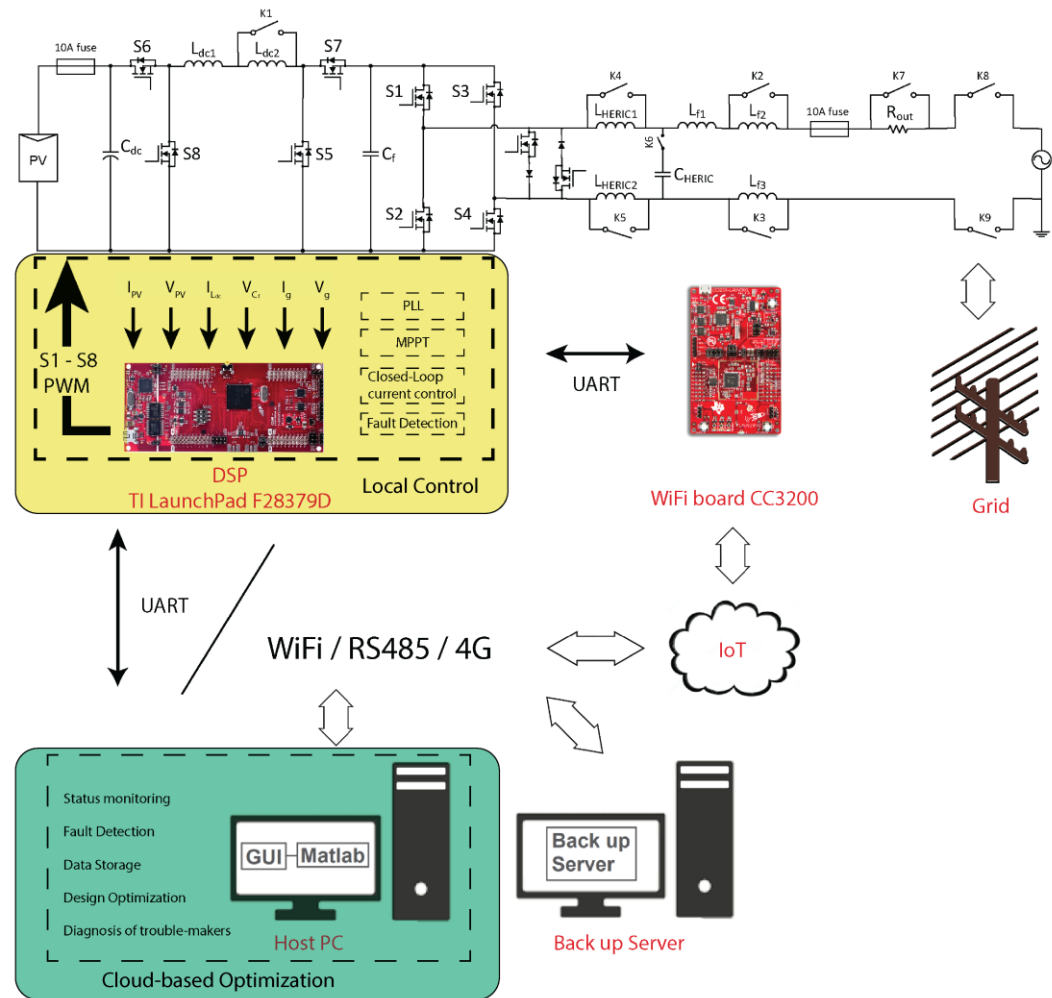 K1
10A fuse
S6
Ldc1
Ldc2
S7
S1
S3
K4
K2
K7
K8
LHERIC1
Lf1
Lf2
10A fuse
Rout
K6
PV
Cdc
S8
S5
Cf
CHERIC
LHERIC2
Lf3
S2
S4
K5
K3
K9
IPV
VPV
ILdc
VCf
Ig
Vg
PLL
MPPT
S1 - S8
PWM
Closed-Loop
current control
Fault Detection
UART
DSP
TI LaunchPad F28379D
Local Control
WiFi board CC3200
Grid
UART
WiFi / RS485 / 4G
IoT
Status monitoring
Fault Detection
Data Storage
Design Optimization
Diagnosis of trouble-makers
GUI
Matlab
Host PC
Cloud-based Optimization
Back up
Server
Back up Server